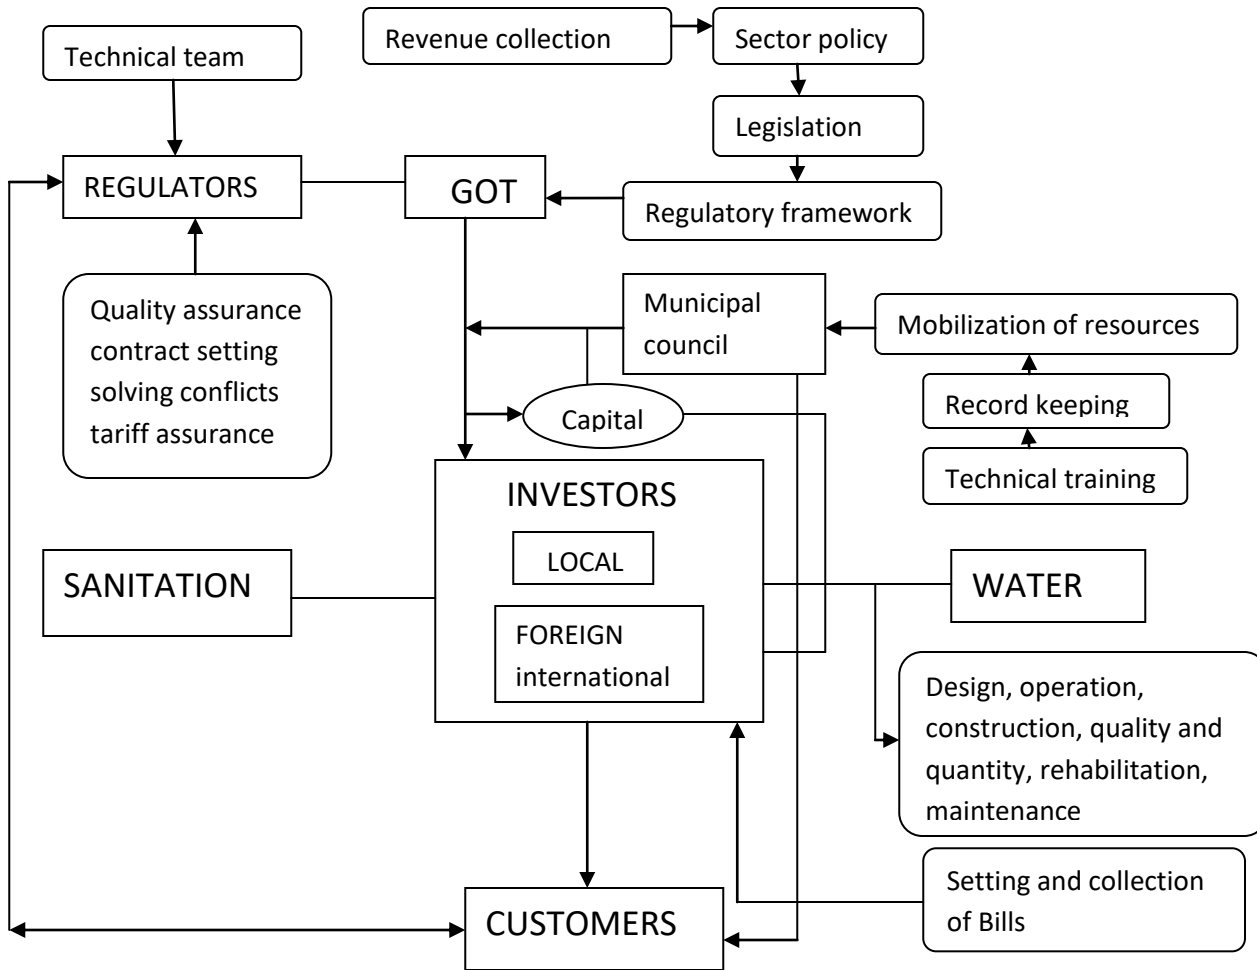 Revenue collection
Sector policy
Technical team
Legislation
REGULATORS
GOT
Regulatory framework
Quality assurance
contract setting
solving conflicts
tariff assurance
Municipal
council
Mobilization of resources
Record keeping
Capital
Technical training
INVESTORS
LOCAL
SANITATION
WATER
FOREIGN
international
Design, operation,
construction, quality and
quantity, rehabilitation,
maintenance
Setting and collection
of Bills
CUSTOMERS